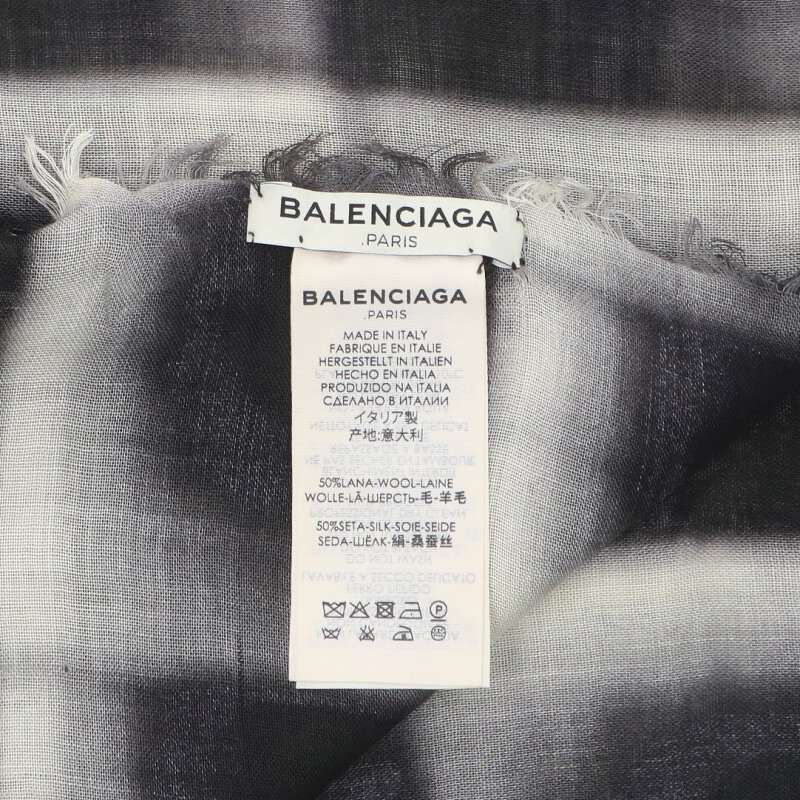 BALENCIAGA
.PARIS
BALENCIAGA
.PARIS
MADE IN ITALY
FABRIQUE EN ITALIE
HERGESTELLT IN ITALIEN
HECHO EN ITALIA
PRODUZIDO NA ITALIA
СДЕЛАНО В ИТАЛИИ
イタリア製
产地:意大利
50%LANA-WOOL-LAINE
WOLLE-LÃ-ШЕРСТЬ-毛-羊毛
50%SETA-SILK-SOIE-SEIDE
SEDA-ШЁЛК-絹-桑蚕丝